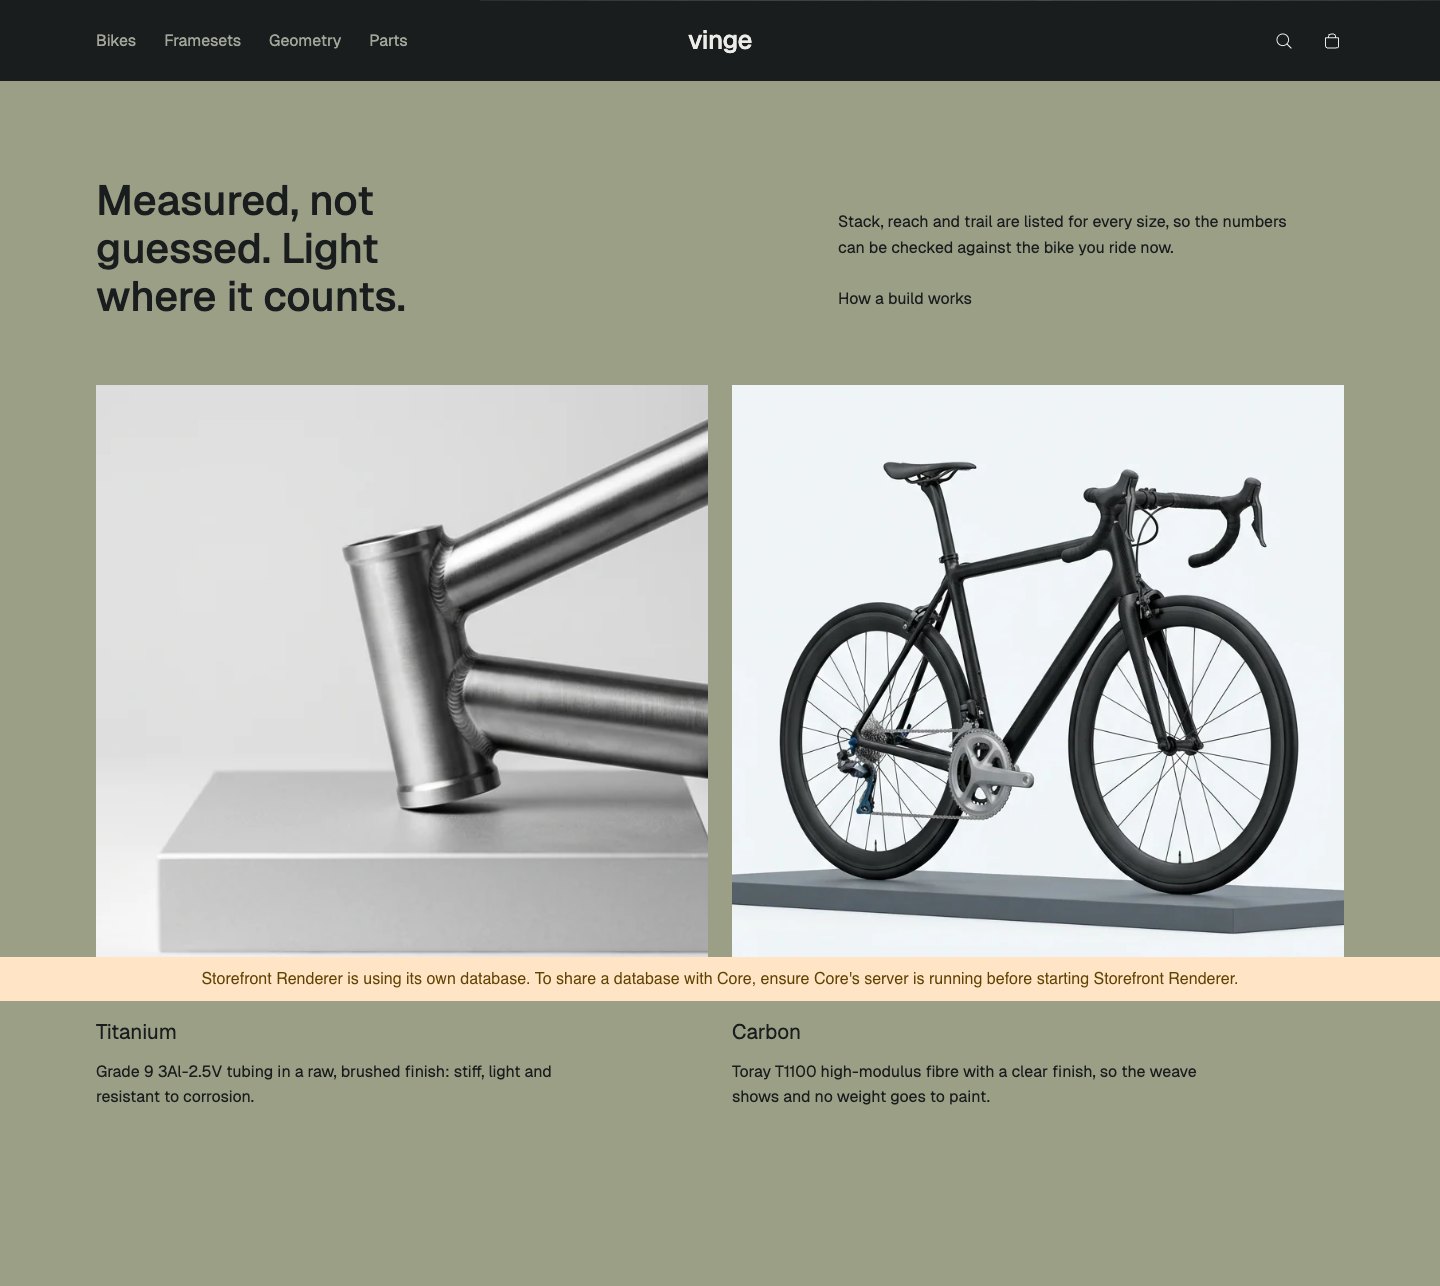 Bikes Framesets Geometry Parts vinge
Measured, not
guessed. Light
where it counts.
Stack, reach and trail are listed for every size, so the numbers
can be checked against the bike you ride now.
How a build works
Storefront Renderer is using its own database. To share a database with Core, ensure Core's server is running before starting Storefront Renderer.
Titanium
Grade 9 3Al-2.5V tubing in a raw, brushed finish: stiff, light and
resistant to corrosion.
Carbon
Toray T1100 high-modulus fibre with a clear finish, so the weave
shows and no weight goes to paint.